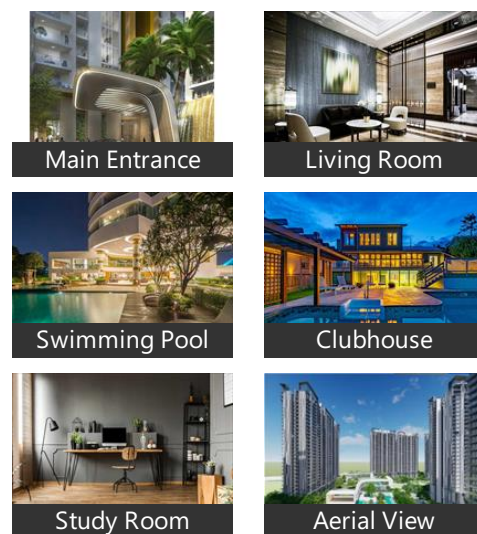 Main Entrance
Living Room
Swimming Pool
Clubhouse
Study Room
Aerial View